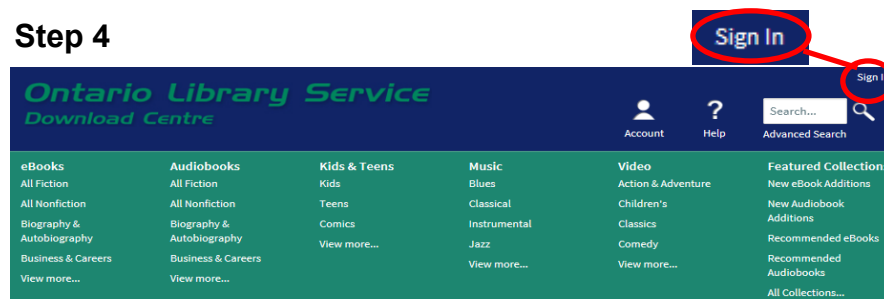 Step 4
Sign In
Sign I
Ontario Library Service
Download Centre
Account
Help
Search...
Advanced Search
eBooks
All Fiction
All Nonfiction
Biography &
Autobiography
Business & Careers
View more...
Audiobooks
All Fiction
All Nonfiction
Biography &
Autobiography
Business & Careers
View more...
Kids & Teens
Kids
Teens
Comics
View more...
Music
Blues
Classical
Instrumental
Jazz
View more...
Video
Action & Adventure
Children's
Classics
Comedy
View more...
Featured Collection
New eBook Additions
New Audiobook
Additions
Recommended eBooks
Recommended
Audiobooks
All Collections...